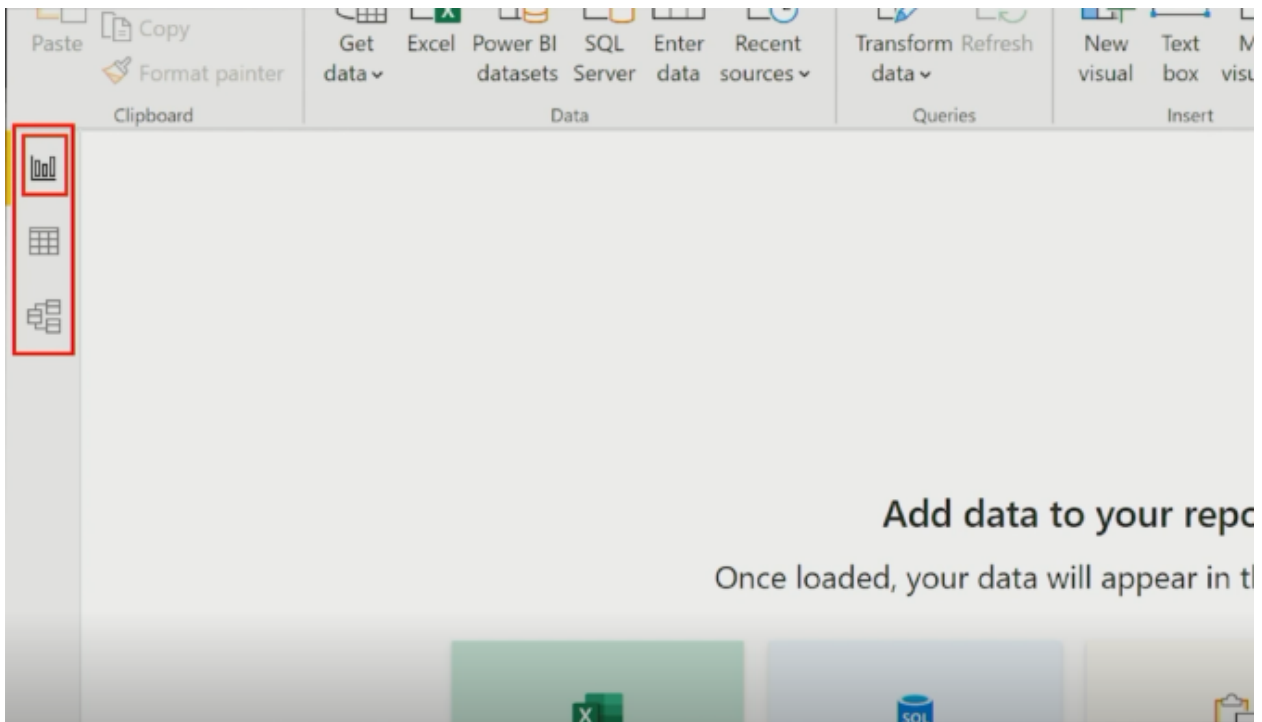 Paste
Copy
Format painter
Clipboard
Get data
Excel
Power BI datasets
SQL Server
Enter data
Recent sources
Data
Transform data
Refresh
Queries
New visual
Text box
Insert
Add data to your
Once loaded, your data will appear in
X
SQL